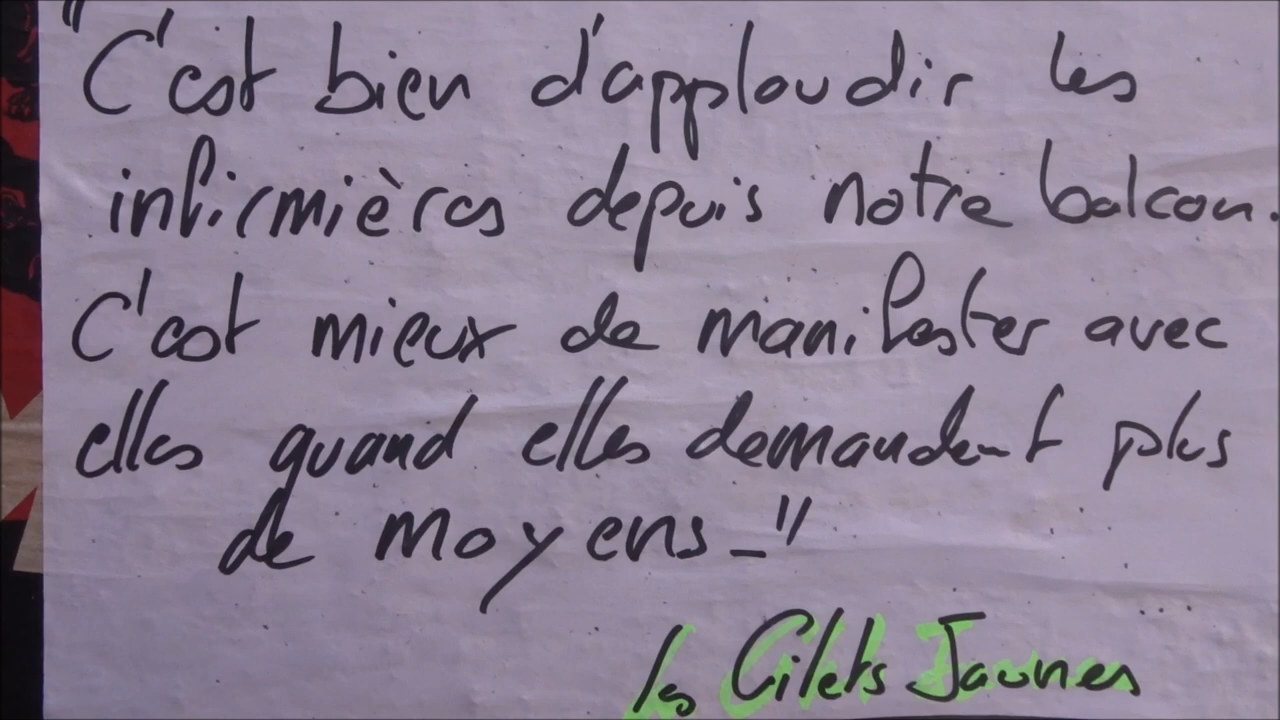 "C'est bien d'applaudir les
infirmières depuis notre balcon.
C'est mieux de manifester avec
elles quand elles demandent plus
de moyens_"
les Gilets Jaunes